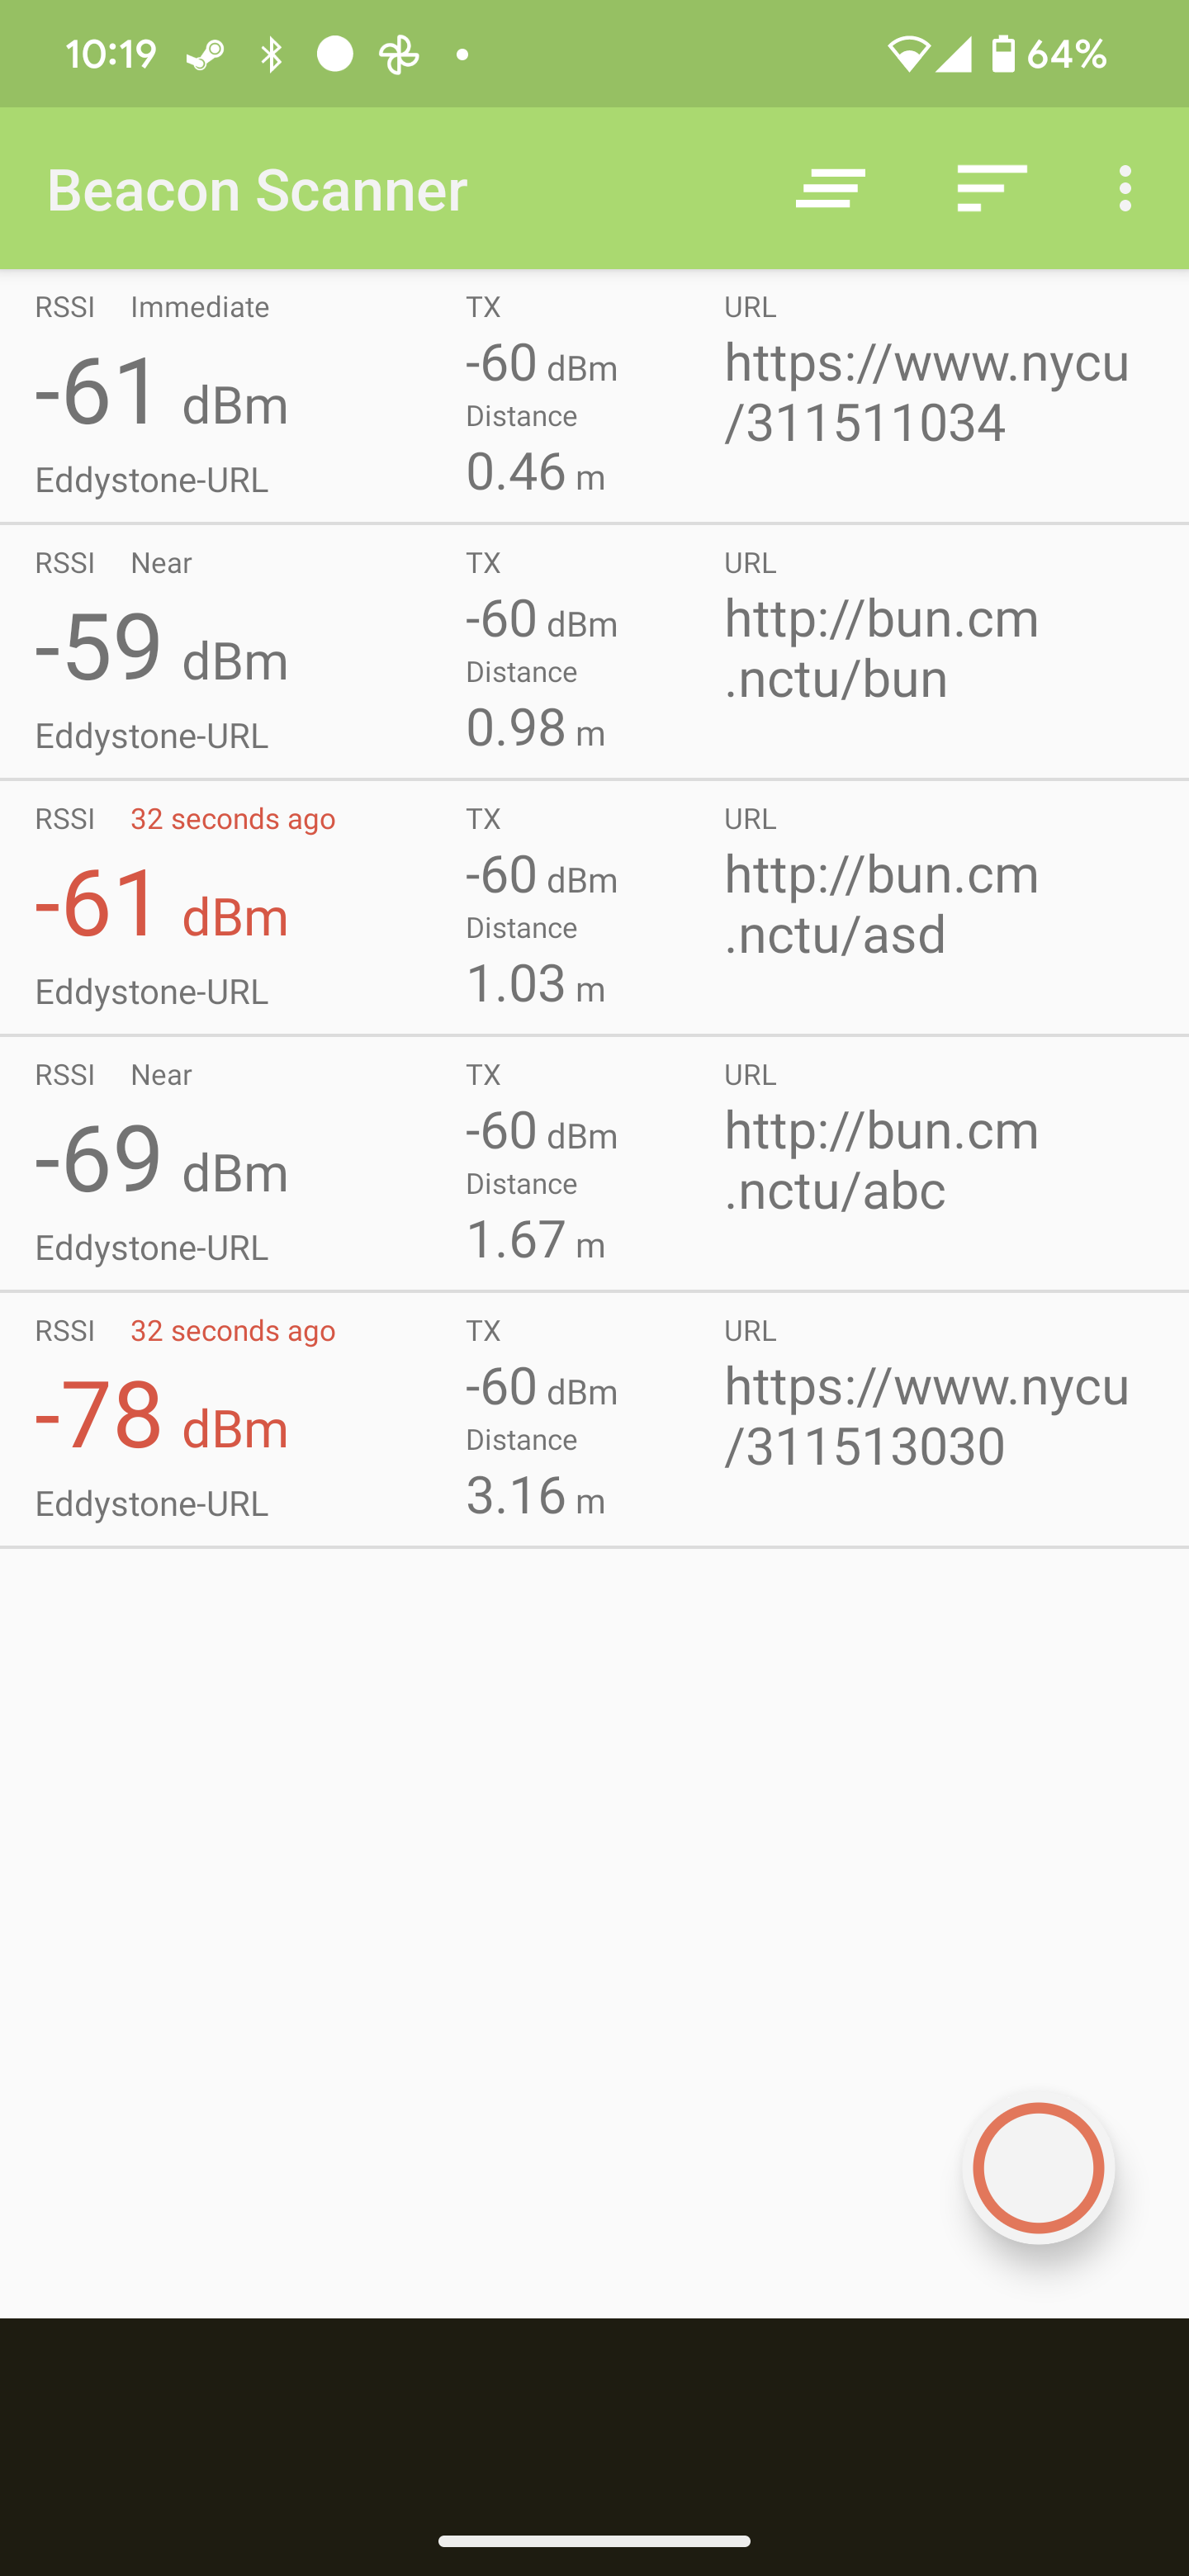 10:19
64%
Beacon Scanner
RSSI Immediate
-61 dBm
Eddystone-URL
TX
-60 dBm
Distance
0.46 m
URL
https://www.nycu
/311511034
RSSI Near
-59 dBm
Eddystone-URL
TX
-60 dBm
Distance
0.98 m
URL
http://bun.cm
.nctu/bun
RSSI 32 seconds ago
-61 dBm
Eddystone-URL
TX
-60 dBm
Distance
1.03 m
URL
http://bun.cm
.nctu/asd
RSSI Near
-69 dBm
Eddystone-URL
TX
-60 dBm
Distance
1.67 m
URL
http://bun.cm
.nctu/abc
RSSI 32 seconds ago
-78 dBm
Eddystone-URL
TX
-60 dBm
Distance
3.16 m
URL
https://www.nycu
/311513030